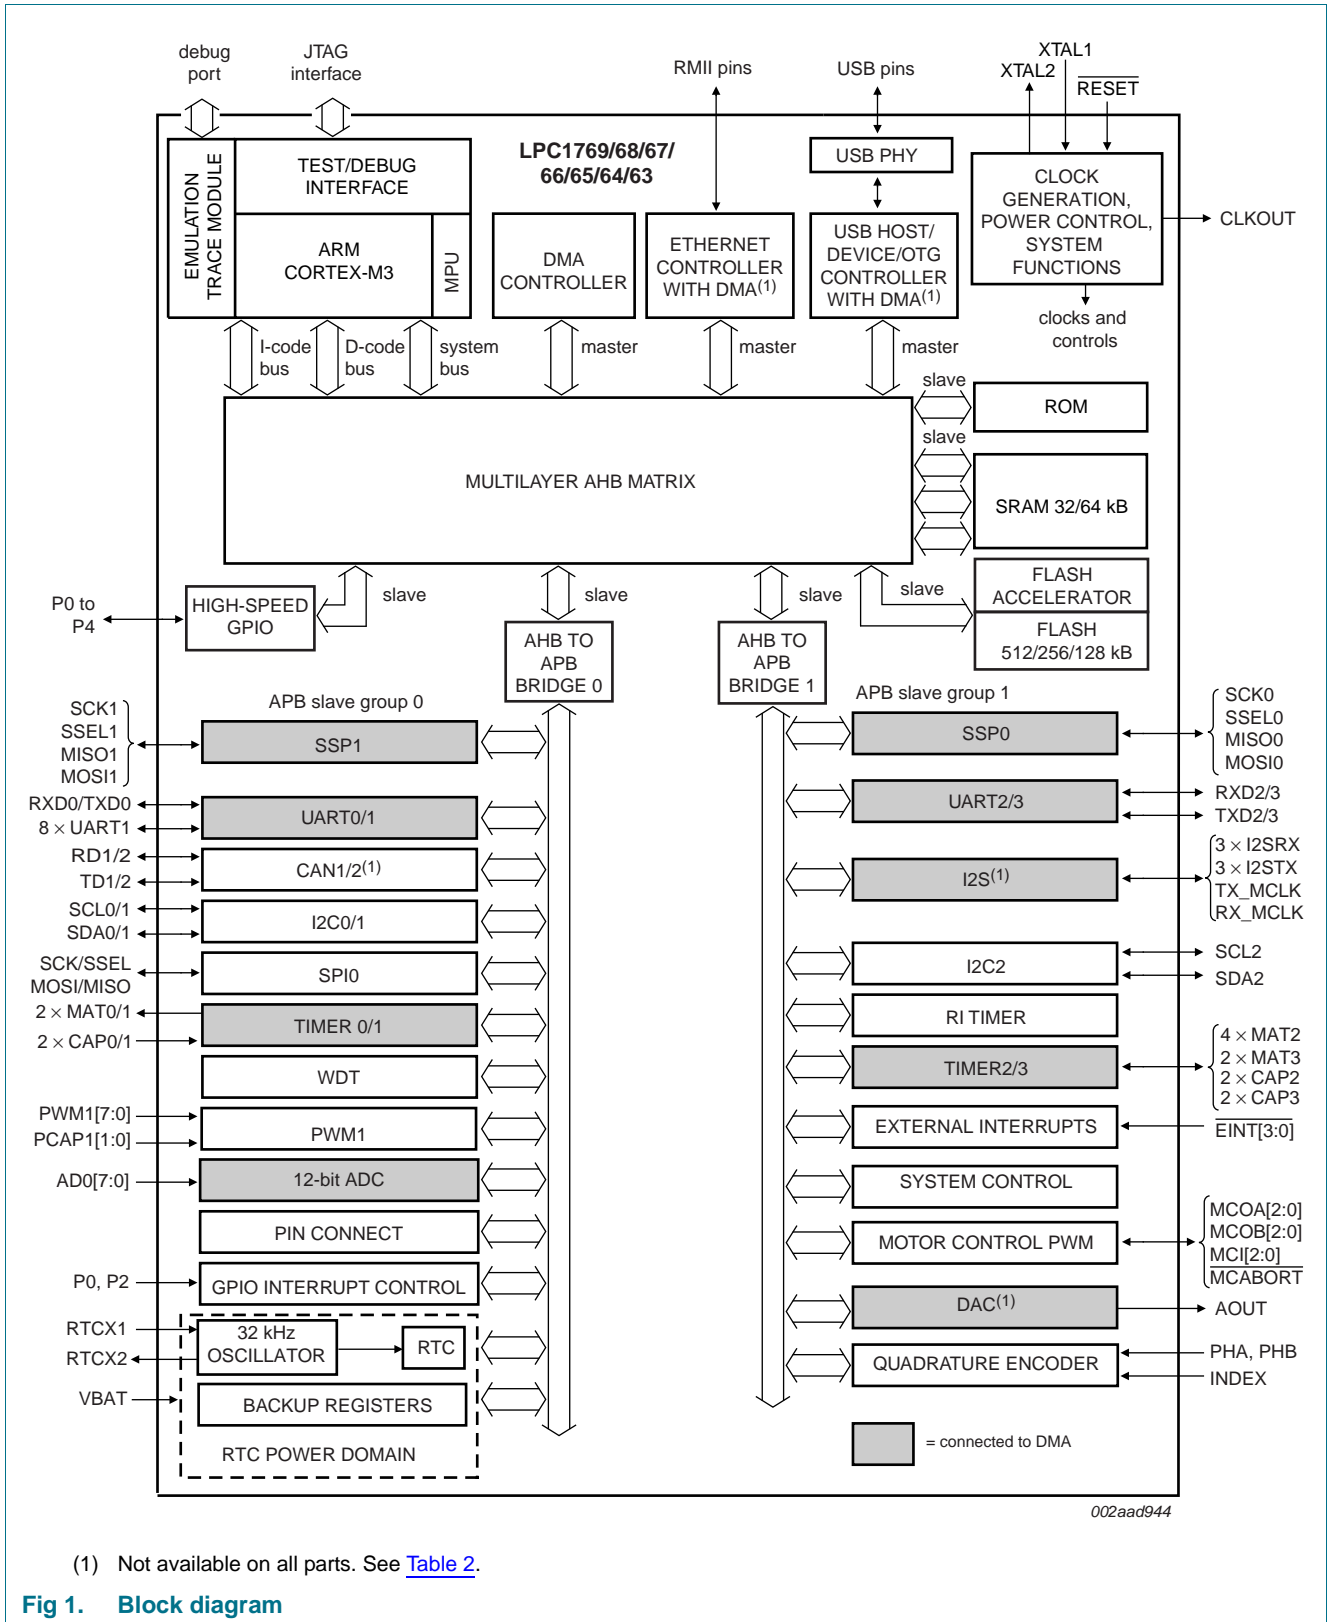 debug
port
JTAG
interface
RMII pins
USB pins
XTAL1
XTAL2
RESET
EMULATION
TRACE MODULE
TEST/DEBUG
INTERFACE
LPC1769/68/67/
66/65/64/63
USB PHY
CLOCK
GENERATION,
POWER CONTROL,
SYSTEM
FUNCTIONS
CLKOUT
ARM
CORTEX-M3
MPU
DMA
CONTROLLER
ETHERNET
CONTROLLER
WITH DMA(1)
USB HOST/
DEVICE/OTG
CONTROLLER
WITH DMA(1)
clocks and
controls
I-code
bus
D-code
bus
system
bus
master
master
master
slave
ROM
slave
MULTILAYER AHB MATRIX
SRAM 32/64 kB
P0 to
P4
HIGH-SPEED
GPIO
slave
slave
slave
slave
FLASH
ACCELERATOR
FLASH
512/256/128 kB
AHB TO
APB
BRIDGE 0
AHB TO
APB
BRIDGE 1
APB slave group 0
APB slave group 1
SCK1
SSEL1
MISO1
MOSI1
SSP1
SSP0
SCK0
SSEL0
MISO0
MOSI0
RXD0/TXD0
8 × UART1
UART0/1
UART2/3
RXD2/3
TXD2/3
RD1/2
TD1/2
CAN1/2(1)
I2S(1)
3 × I2SRX
3 × I2STX
TX_MCLK
RX_MCLK
SCL0/1
SDA0/1
I2C0/1
I2C2
SCL2
SDA2
SCK/SSEL
MOSI/MISO
SPI0
RI TIMER
2 × MAT0/1
2 × CAP0/1
TIMER 0/1
TIMER2/3
4 × MAT2
2 × MAT3
2 × CAP2
2 × CAP3
WDT
PWM1[7:0]
PCAP1[1:0]
PWM1
EXTERNAL INTERRUPTS
EINT[3:0]
AD0[7:0]
12-bit ADC
SYSTEM CONTROL
PIN CONNECT
MOTOR CONTROL PWM
MCOA[2:0]
MCOB[2:0]
MCI[2:0]
MCABORT
P0, P2
GPIO INTERRUPT CONTROL
DAC(1)
AOUT
RTCX1
RTCX2
32 kHz
OSCILLATOR
RTC
QUADRATURE ENCODER
PHA, PHB
INDEX
VBAT
BACKUP REGISTERS
RTC POWER DOMAIN
= connected to DMA
002aad944
(1) Not available on all parts. See Table 2.
Fig 1. Block diagram